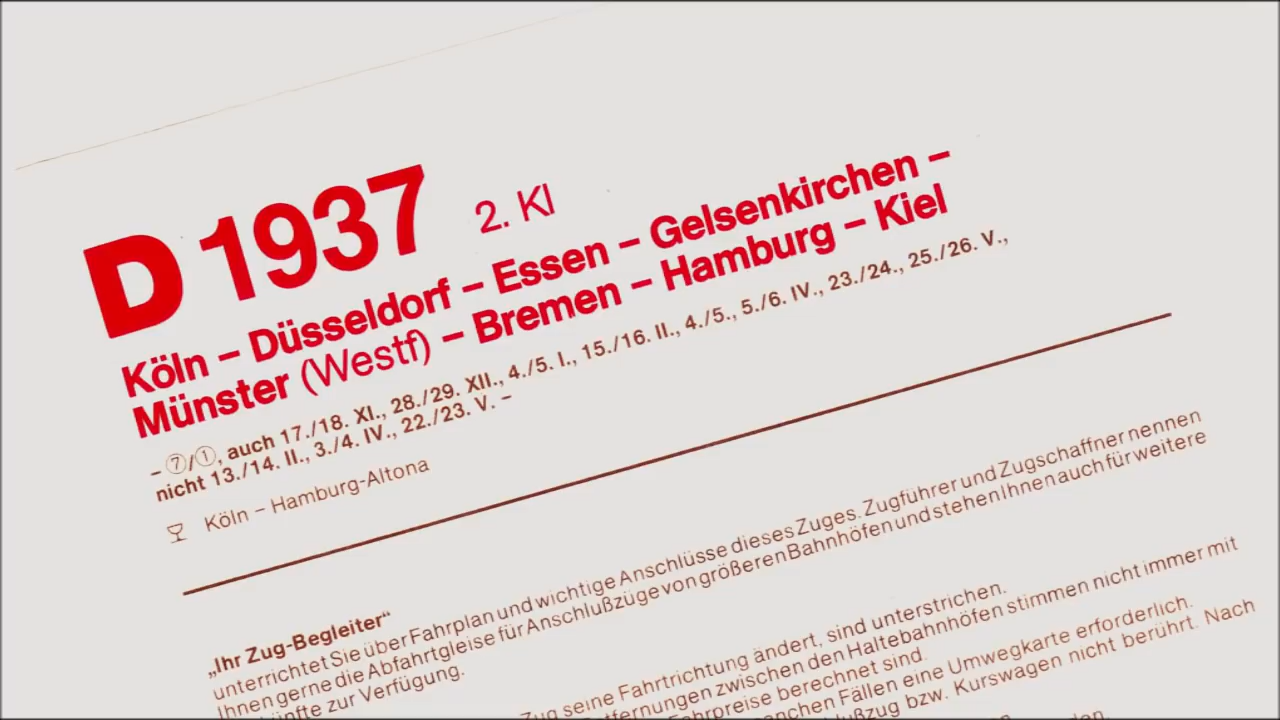 D 1937 2. Kl
Köln – Düsseldorf – Essen – Gelsenkirchen –
Münster (Westf) – Bremen – Hamburg – Kiel
– ⑦/①, auch 17./18. XI., 28./29. XII., 4./5. I., 15./16. II., 4./5., 5./6. IV., 23./24., 25./26. V.,
nicht 13./14. II., 3./4. IV., 22./23. V. –
Köln – Hamburg-Altona
„Ihr Zug-Begleiter“
unterrichtet Sie über Fahrplan und wichtige Anschlüsse dieses Zuges. Zugführer und Zugschaffner nennen
Ihnen gerne die Abfahrtgleise für Anschlußzüge von größeren Bahnhöfen und stehen Ihnen auch für weitere
zur Verfügung.
Zug seine Fahrtrichtung ändert, sind unterstrichen.
zwischen den Haltebahnhöfen stimmen nicht immer mit
Fahrpreise berechnet sind.
Fällen eine Umwegkarte erforderlich.
bzw. Kurswagen nicht berührt. Nach